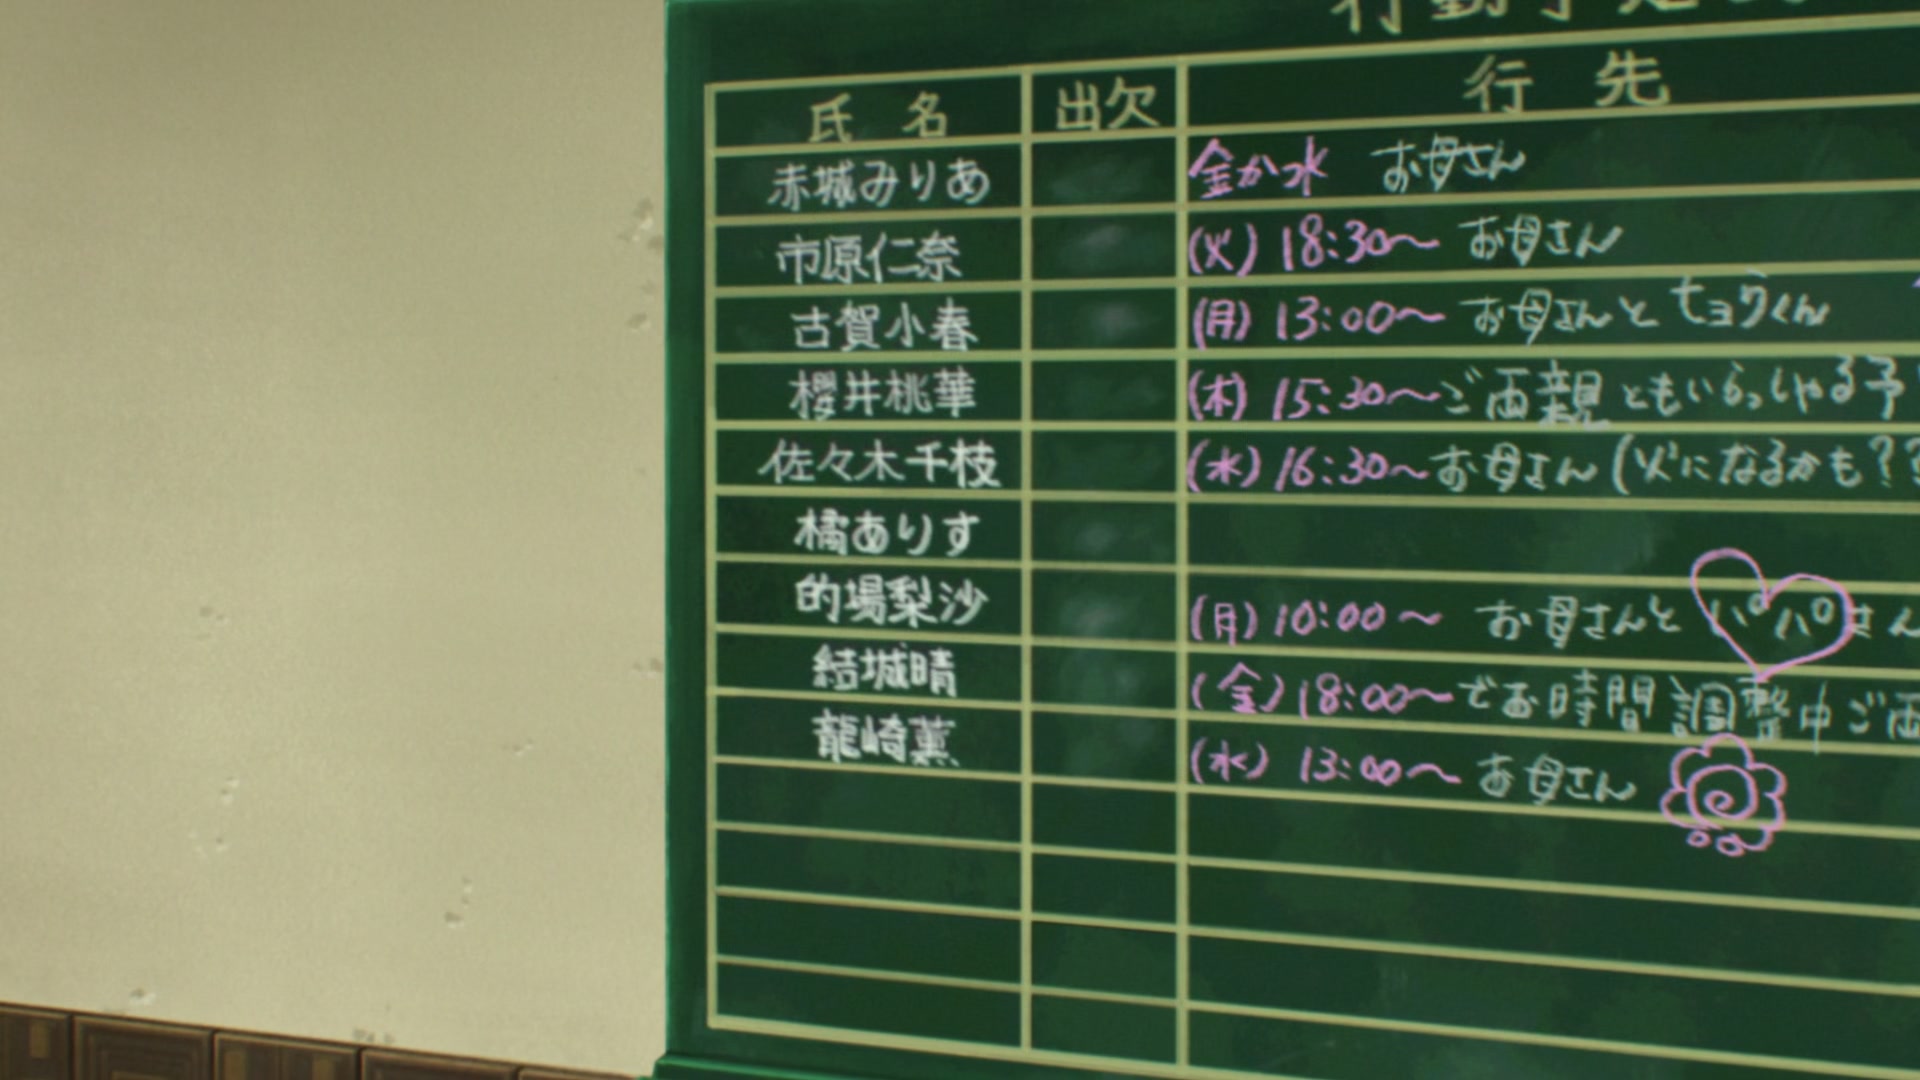 行動予定
氏名 出欠 行先
赤城みりあ 金か水 お母さん
市原仁奈 (火) 18:30〜 お母さん
古賀小春 (月) 13:00〜 お母さんとヒョウくん
櫻井桃華 (木) 15:30〜ご両親ともいらっしゃる予
佐々木千枝 (水) 16:30〜お母さん(火になるかも??
橘ありす
的場梨沙 (月) 10:00〜 お母さんと パパさん
結城晴 (金) 18:00〜でお時間調整中ご両
龍崎薫 (水) 13:00〜 お母さん